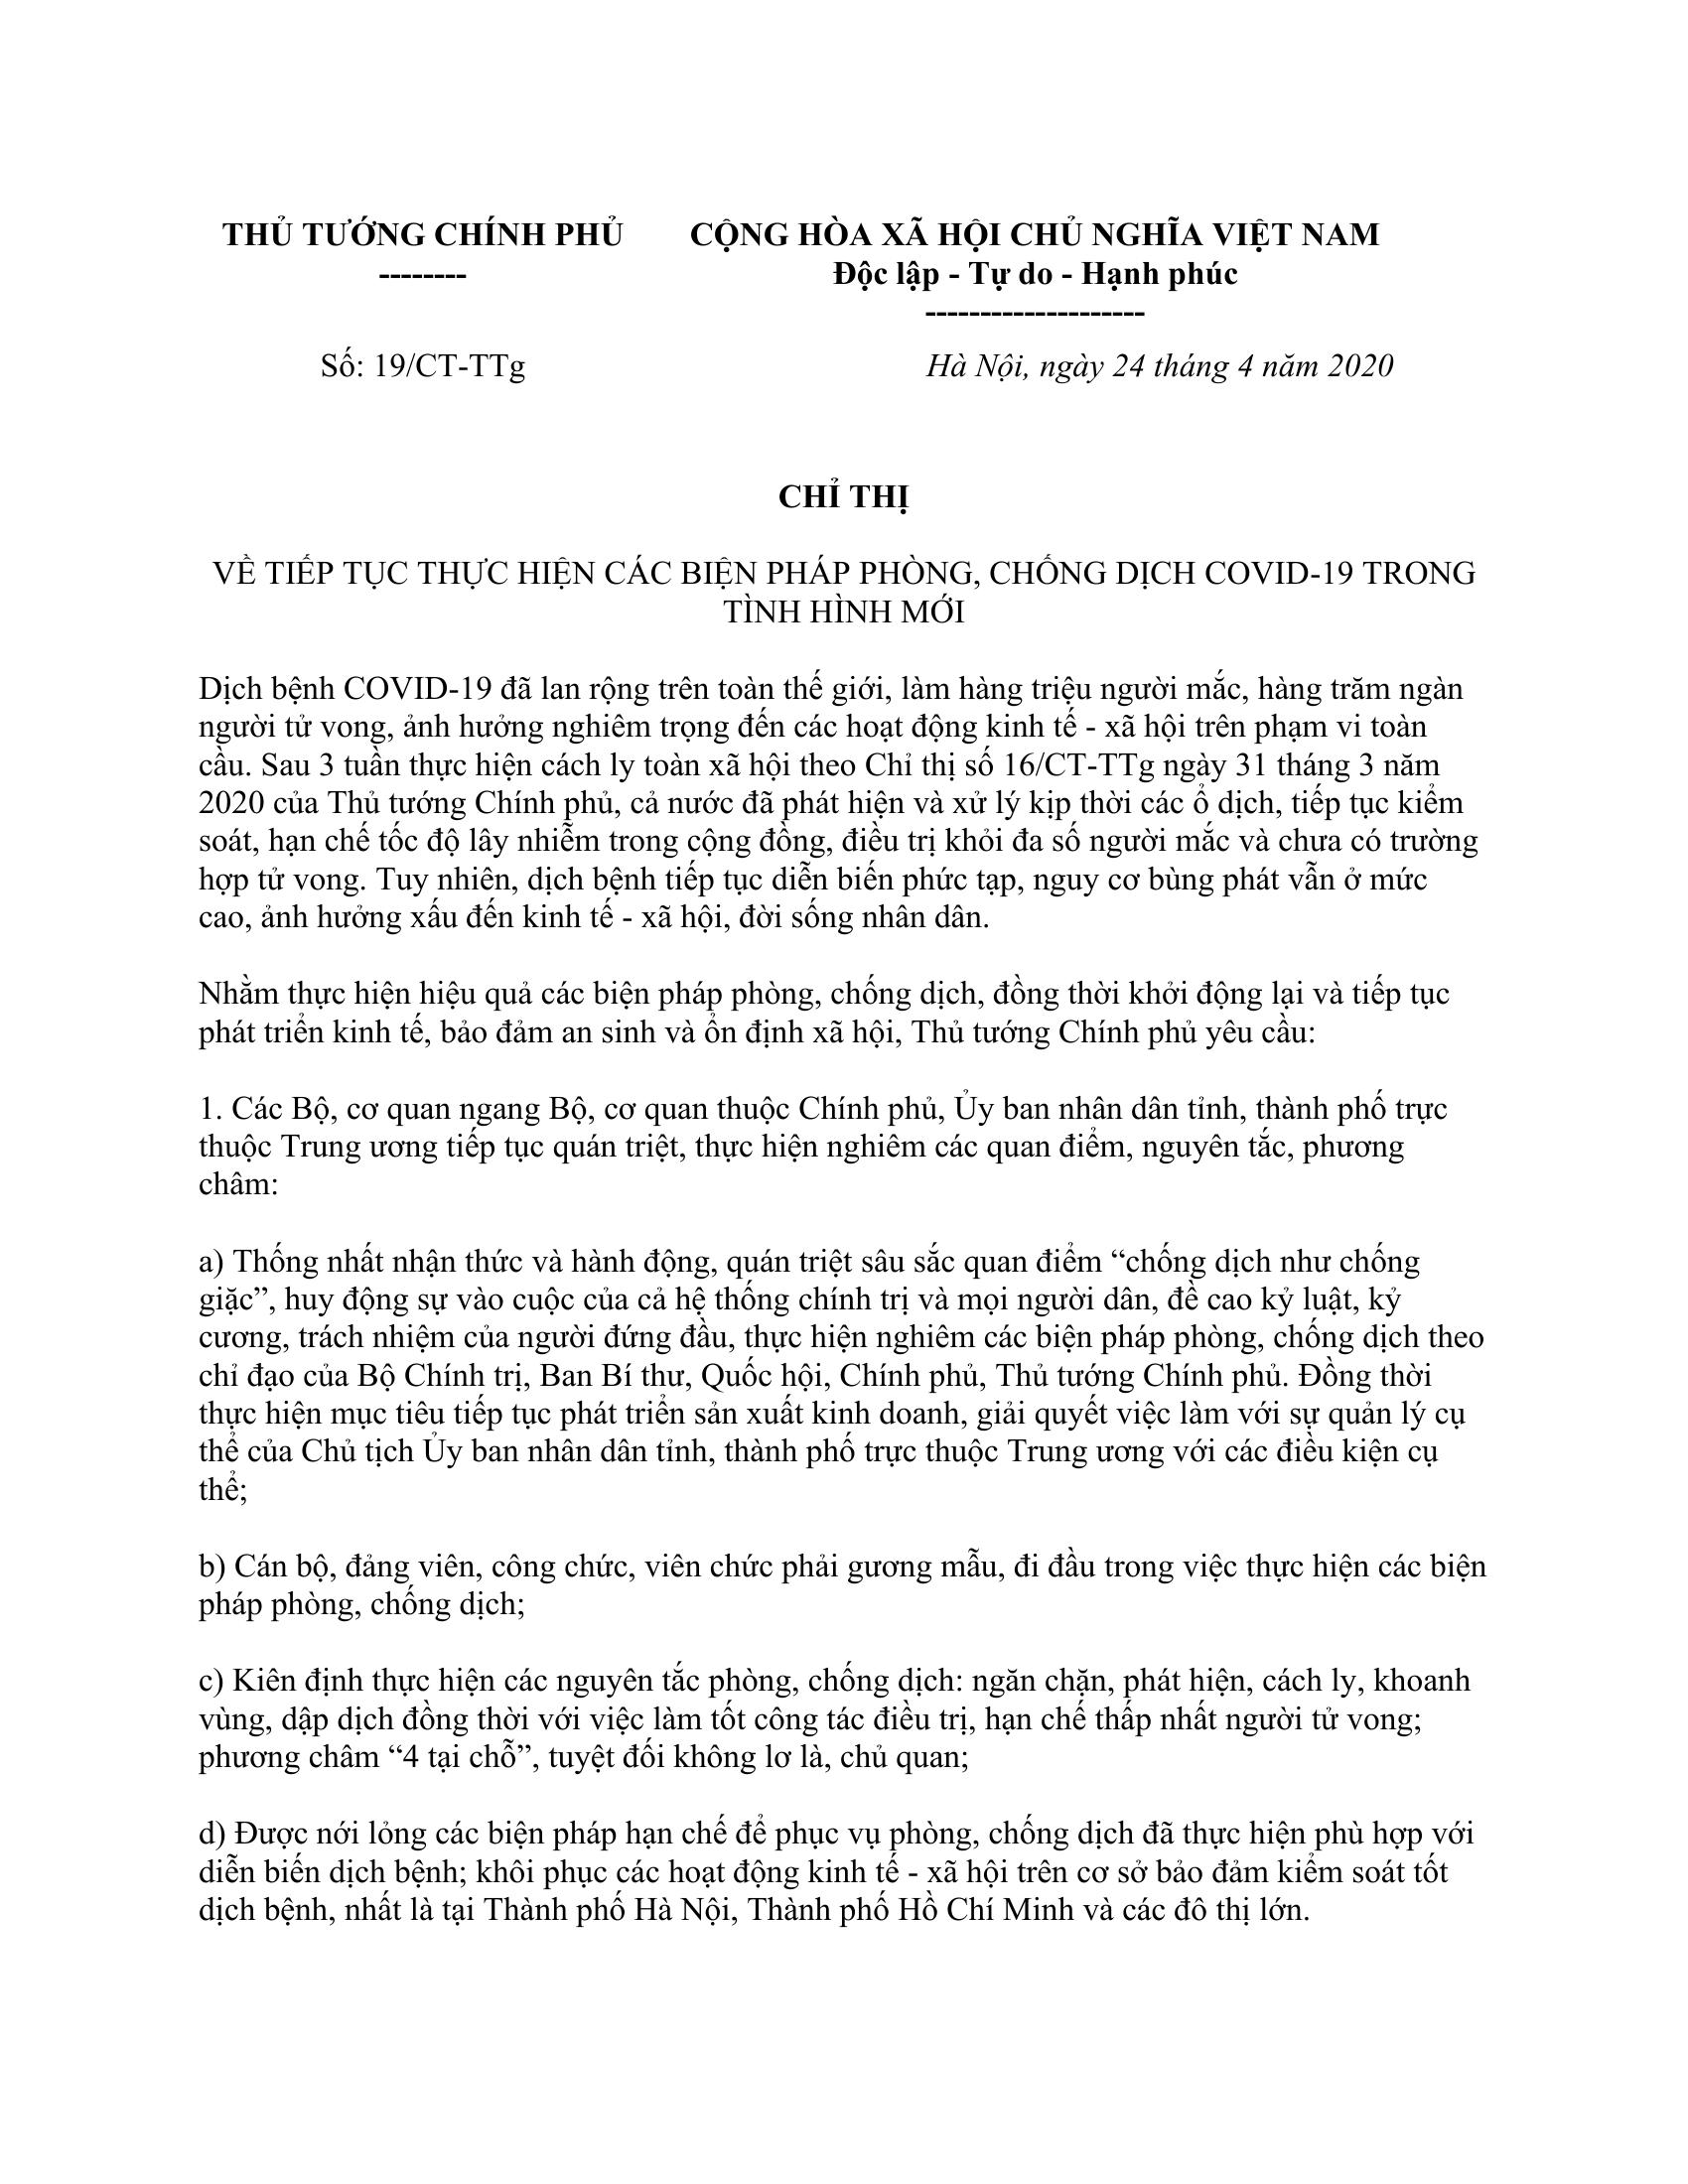 THỦ TƯỚNG CHÍNH PHỦ
--------
CỘNG HÒA XÃ HỘI CHỦ NGHĨA VIỆT NAM
Độc lập - Tự do - Hạnh phúc
--------------------
Số: 19/CT-TTg
Hà Nội, ngày 24 tháng 4 năm 2020
CHỈ THỊ
VỀ TIẾP TỤC THỰC HIỆN CÁC BIỆN PHÁP PHÒNG, CHỐNG DỊCH COVID-19 TRONG
TÌNH HÌNH MỚI
Dịch bệnh COVID-19 đã lan rộng trên toàn thế giới, làm hàng triệu người mắc, hàng trăm ngàn
người tử vong, ảnh hưởng nghiêm trọng đến các hoạt động kinh tế - xã hội trên phạm vi toàn
cầu. Sau 3 tuần thực hiện cách ly toàn xã hội theo Chỉ thị số 16/CT-TTg ngày 31 tháng 3 năm
2020 của Thủ tướng Chính phủ, cả nước đã phát hiện và xử lý kịp thời các ổ dịch, tiếp tục kiểm
soát, hạn chế tốc độ lây nhiễm trong cộng đồng, điều trị khỏi đa số người mắc và chưa có trường
hợp tử vong. Tuy nhiên, dịch bệnh tiếp tục diễn biến phức tạp, nguy cơ bùng phát vẫn ở mức
cao, ảnh hưởng xấu đến kinh tế - xã hội, đời sống nhân dân.
Nhằm thực hiện hiệu quả các biện pháp phòng, chống dịch, đồng thời khởi động lại và tiếp tục
phát triển kinh tế, bảo đảm an sinh và ổn định xã hội, Thủ tướng Chính phủ yêu cầu:
1. Các Bộ, cơ quan ngang Bộ, cơ quan thuộc Chính phủ, Ủy ban nhân dân tỉnh, thành phố trực
thuộc Trung ương tiếp tục quán triệt, thực hiện nghiêm các quan điểm, nguyên tắc, phương
châm:
a) Thống nhất nhận thức và hành động, quán triệt sâu sắc quan điểm “chống dịch như chống
giặc”, huy động sự vào cuộc của cả hệ thống chính trị và mọi người dân, đề cao kỷ luật, kỷ
cương, trách nhiệm của người đứng đầu, thực hiện nghiêm các biện pháp phòng, chống dịch theo
chỉ đạo của Bộ Chính trị, Ban Bí thư, Quốc hội, Chính phủ, Thủ tướng Chính phủ. Đồng thời
thực hiện mục tiêu tiếp tục phát triển sản xuất kinh doanh, giải quyết việc làm với sự quản lý cụ
thể của Chủ tịch Ủy ban nhân dân tỉnh, thành phố trực thuộc Trung ương với các điều kiện cụ
thể;
b) Cán bộ, đảng viên, công chức, viên chức phải gương mẫu, đi đầu trong việc thực hiện các biện
pháp phòng, chống dịch;
c) Kiên định thực hiện các nguyên tắc phòng, chống dịch: ngăn chặn, phát hiện, cách ly, khoanh
vùng, dập dịch đồng thời với việc làm tốt công tác điều trị, hạn chế thấp nhất người tử vong;
phương châm “4 tại chỗ”, tuyệt đối không lơ là, chủ quan;
d) Được nới lỏng các biện pháp hạn chế để phục vụ phòng, chống dịch đã thực hiện phù hợp với
diễn biến dịch bệnh; khôi phục các hoạt động kinh tế - xã hội trên cơ sở bảo đảm kiểm soát tốt
dịch bệnh, nhất là tại Thành phố Hà Nội, Thành phố Hồ Chí Minh và các đô thị lớn.